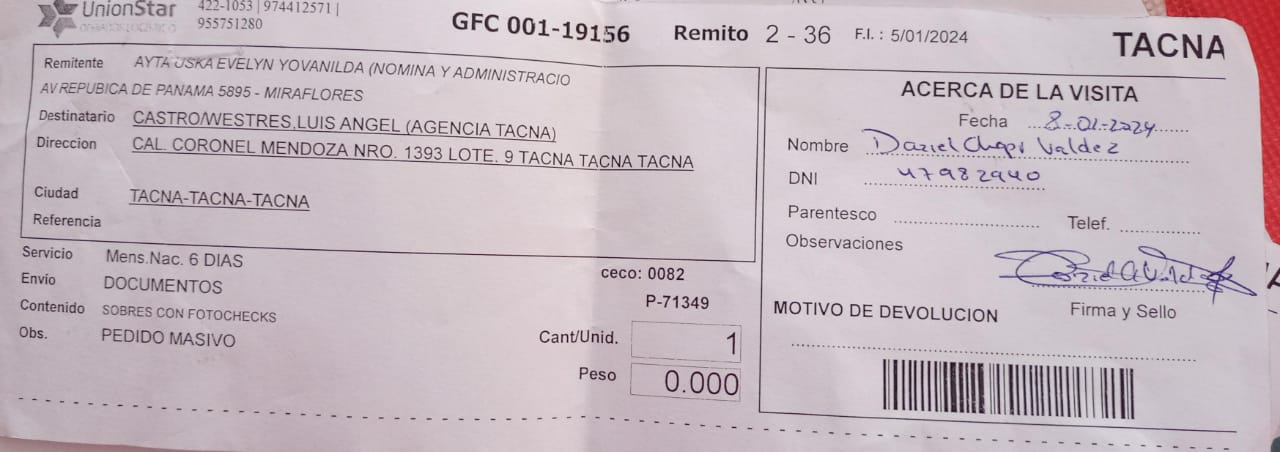 UnionStar
OPERADOR LOGISTICO
422-1053 | 974412571 |
955751280
GFC 001-19156 Remito 2 - 36 F.I.: 5/01/2024
TACNA
Remitente AYTA USKA EVELYN YOVANILDA (NOMINA Y ADMINISTRACIO
AV REPUBICA DE PANAMA 5895 - MIRAFLORES
Destinatario CASTRO/WESTRES,LUIS ANGEL (AGENCIA TACNA)
Direccion CAL. CORONEL MENDOZA NRO. 1393 LOTE. 9 TACNA TACNA TACNA
Ciudad TACNA-TACNA-TACNA
Referencia
Servicio Mens.Nac. 6 DIAS
Envío DOCUMENTOS
Contenido SOBRES CON FOTOCHECKS
Obs. PEDIDO MASIVO
ceco: 0082
P-71349
Cant/Unid. 1
Peso 0.000
ACERCA DE LA VISITA
Fecha 8-01-2024
Nombre Daniel Valdez
DNI 47982940
Parentesco Telef.
Observaciones
Firma y Sello
MOTIVO DE DEVOLUCION